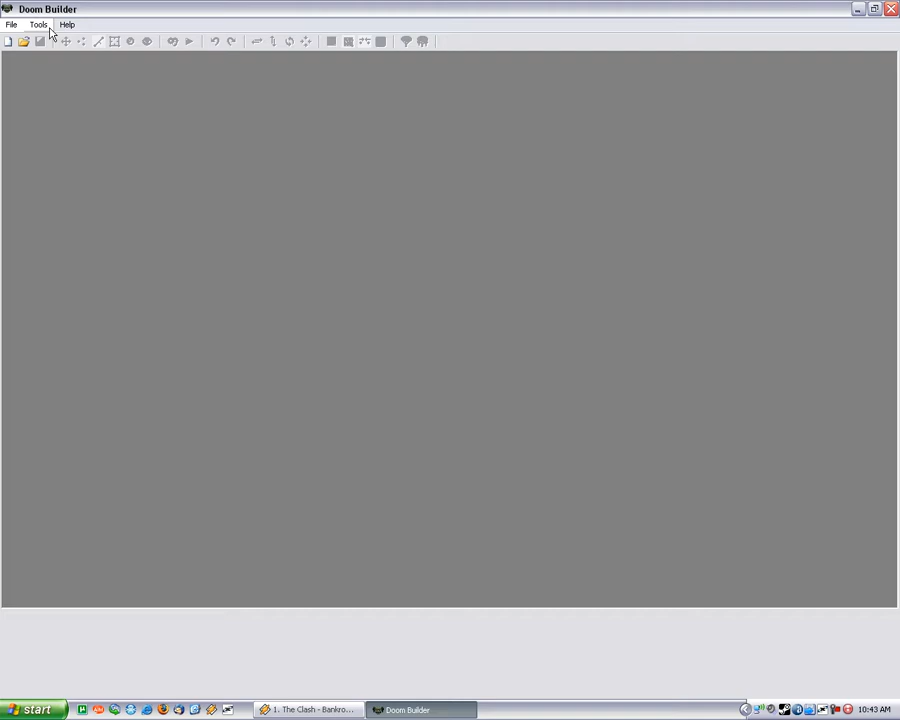 Doom Builder
File Tools Help
start
1. The Clash - Bankro...
Doom Builder
10:43 AM